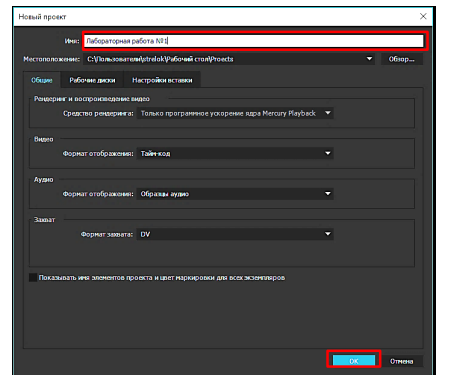 Новый проект
Имя: Лабораторная работа №1
Местоположение: C:\Пользователи\strelok\Рабочий стол\Proects Обзор...
Общие Рабочие диски Настройки вставки
Рендеринг и воспроизведение видео
Средство рендеринга: Только программное ускорение ядра Mercury Playback
Видео
Формат отображения: Тайм-код
Аудио
Формат отображения: Образцы аудио
Захват
Формат захвата: DV
Показывать имя элементов проекта и цвет маркировки для всех экземпляров
OK Отмена